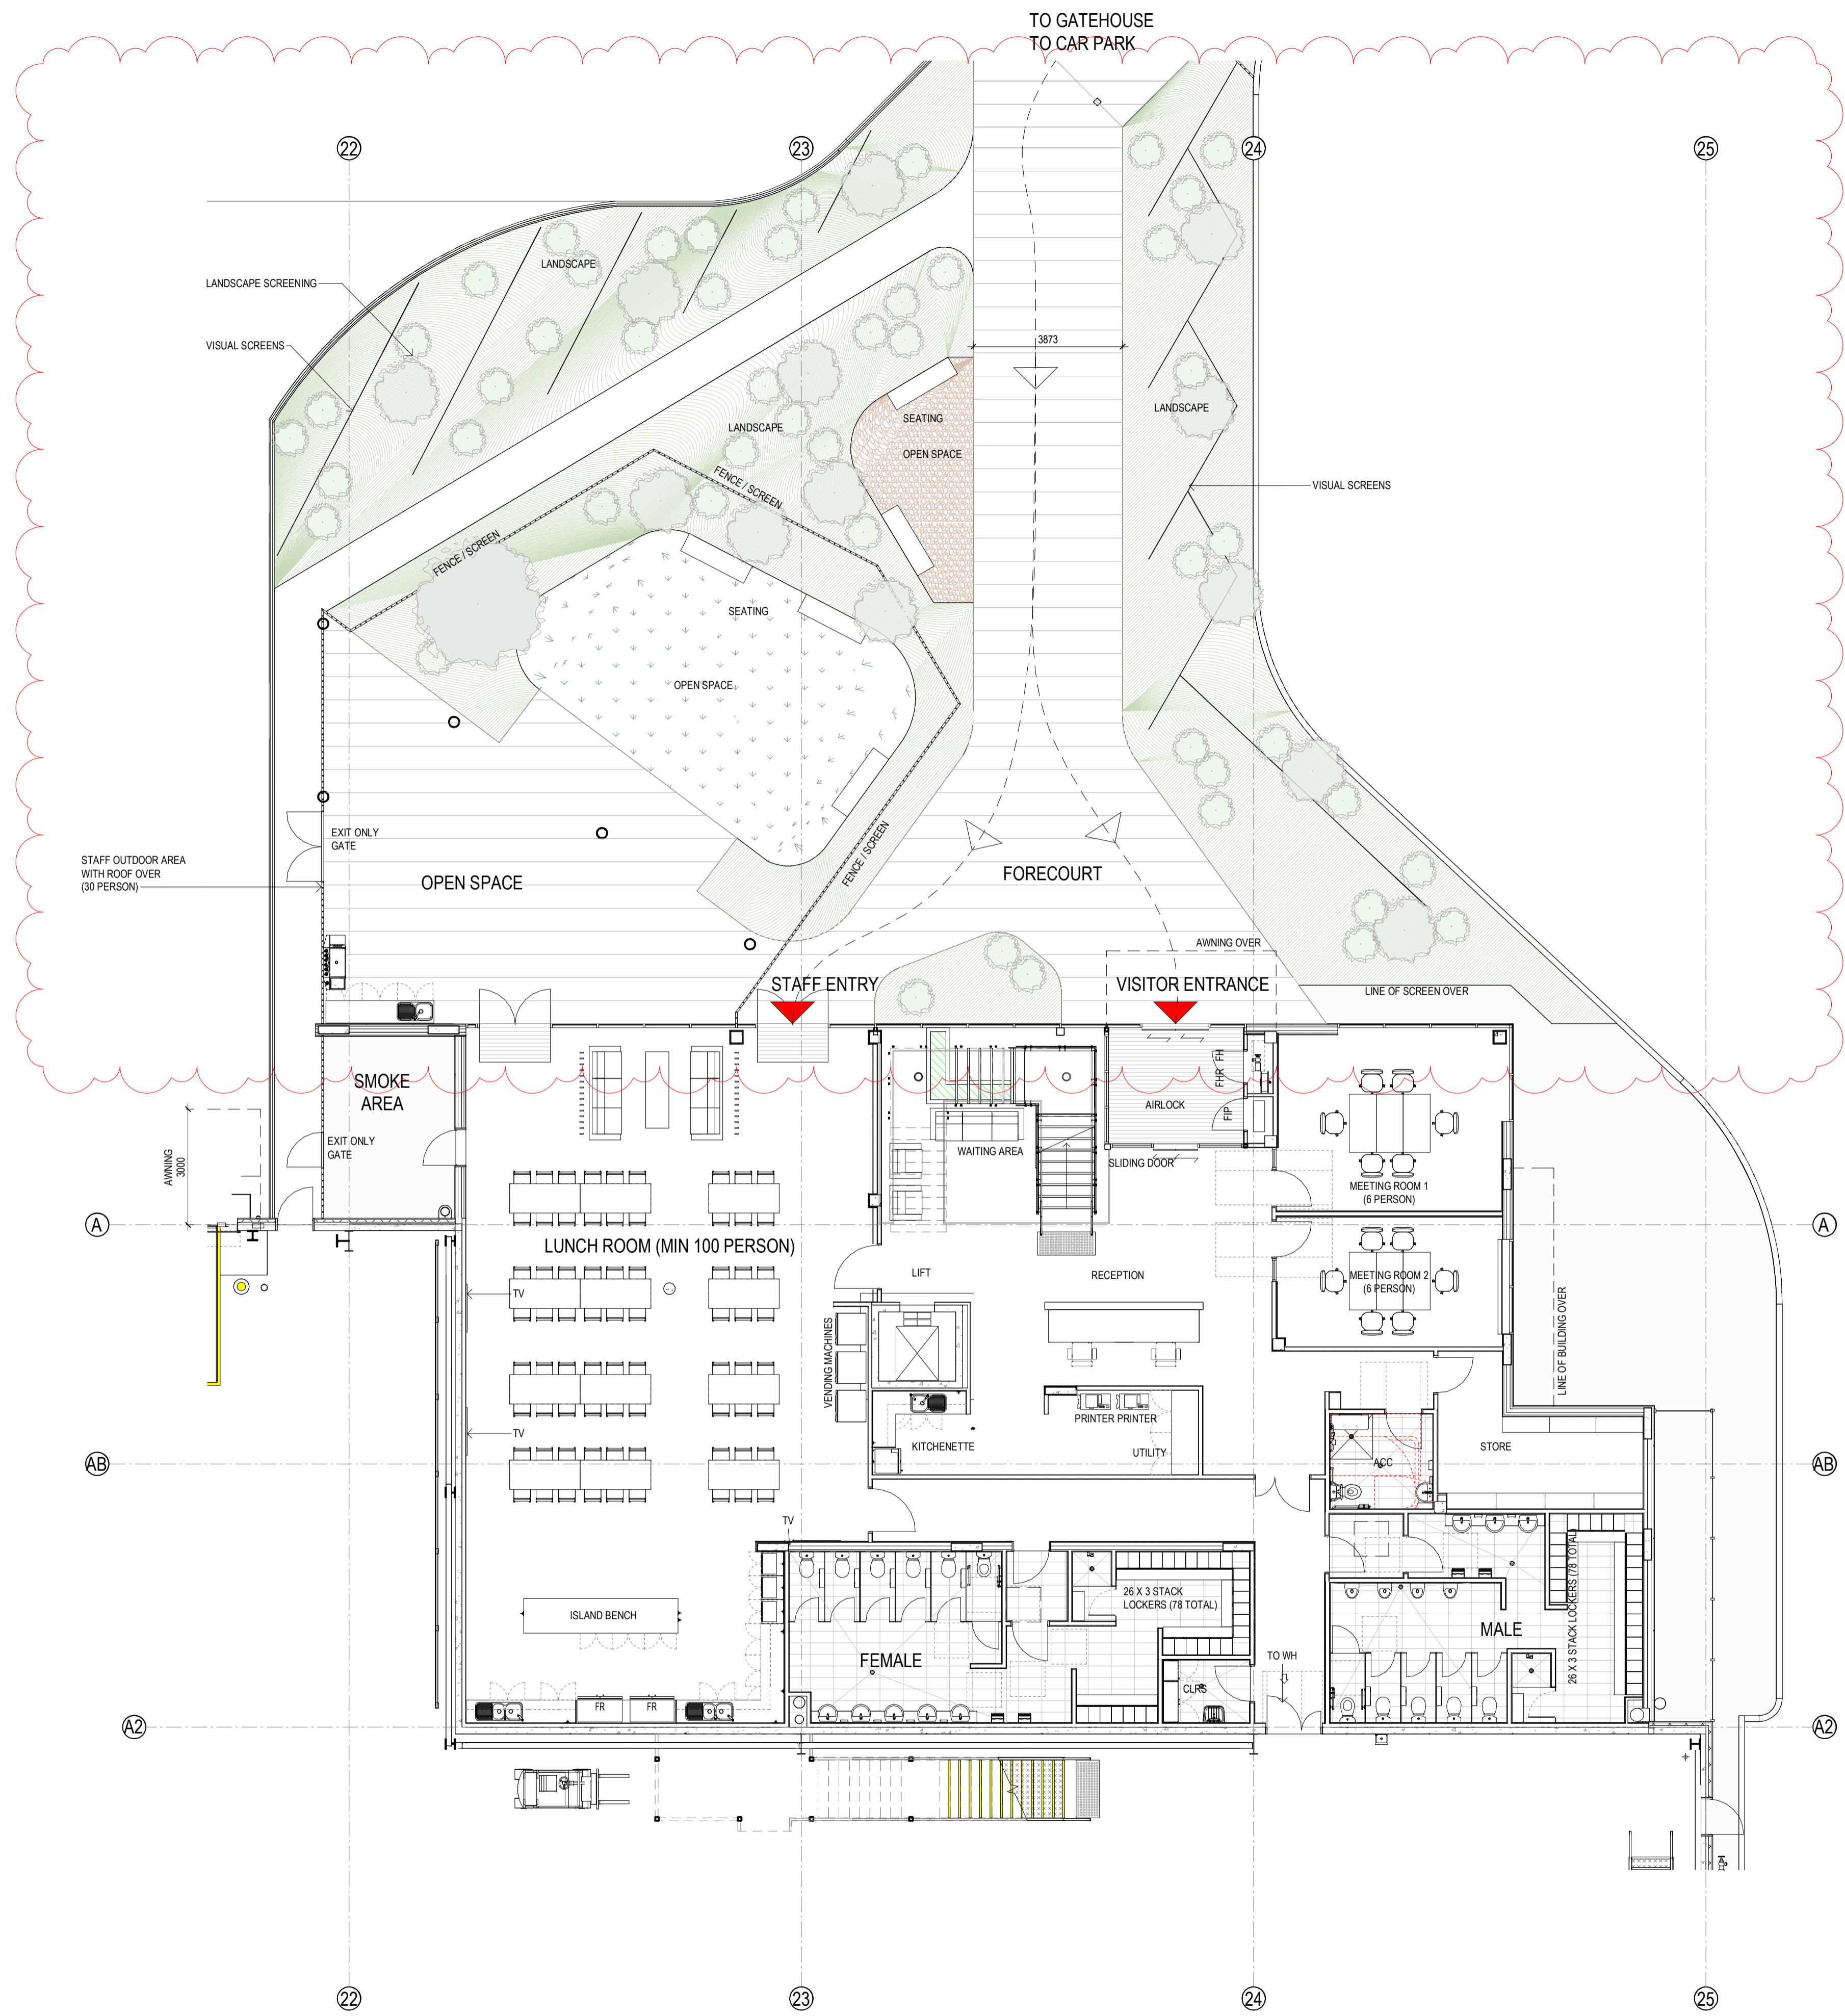 TO GATEHOUSE
TO CAR PARK
22
23
24
25
LANDSCAPE
LANDSCAPE SCREENING
VISUAL SCREENS
3873
LANDSCAPE
SEATING
LANDSCAPE
OPEN SPACE
FENCE / SCREEN
VISUAL SCREENS
FENCE / SCREEN
SEATING
OPEN SPACE
EXIT ONLY
GATE
STAFF OUTDOOR AREA
WITH ROOF OVER
(30 PERSON)
OPEN SPACE
FENCE / SCREEN
FORECOURT
AWNING OVER
STAFF ENTRY
VISITOR ENTRANCE
LINE OF SCREEN OVER
SMOKE
AREA
FHR
FH
AIRLOCK
FIP
EXIT ONLY
GATE
WAITING AREA
SLIDING DOOR
AWNING
3000
MEETING ROOM 1
(6 PERSON)
A
A
LUNCH ROOM (MIN 100 PERSON)
LIFT
RECEPTION
MEETING ROOM 2
(6 PERSON)
TV
VENDING MACHINES
LINE OF BUILDING OVER
PRINTER
PRINTER
TV
KITCHENETTE
UTILITY
STORE
AB
ACC
AB
TV
26 X 3 STACK
LOCKERS (78 TOTAL)
26 X 3 STACK LOCKERS (78 TOTAL)
ISLAND BENCH
MALE
FEMALE
TO WH
CLRS
FR
FR
A2
A2
22
23
24
25